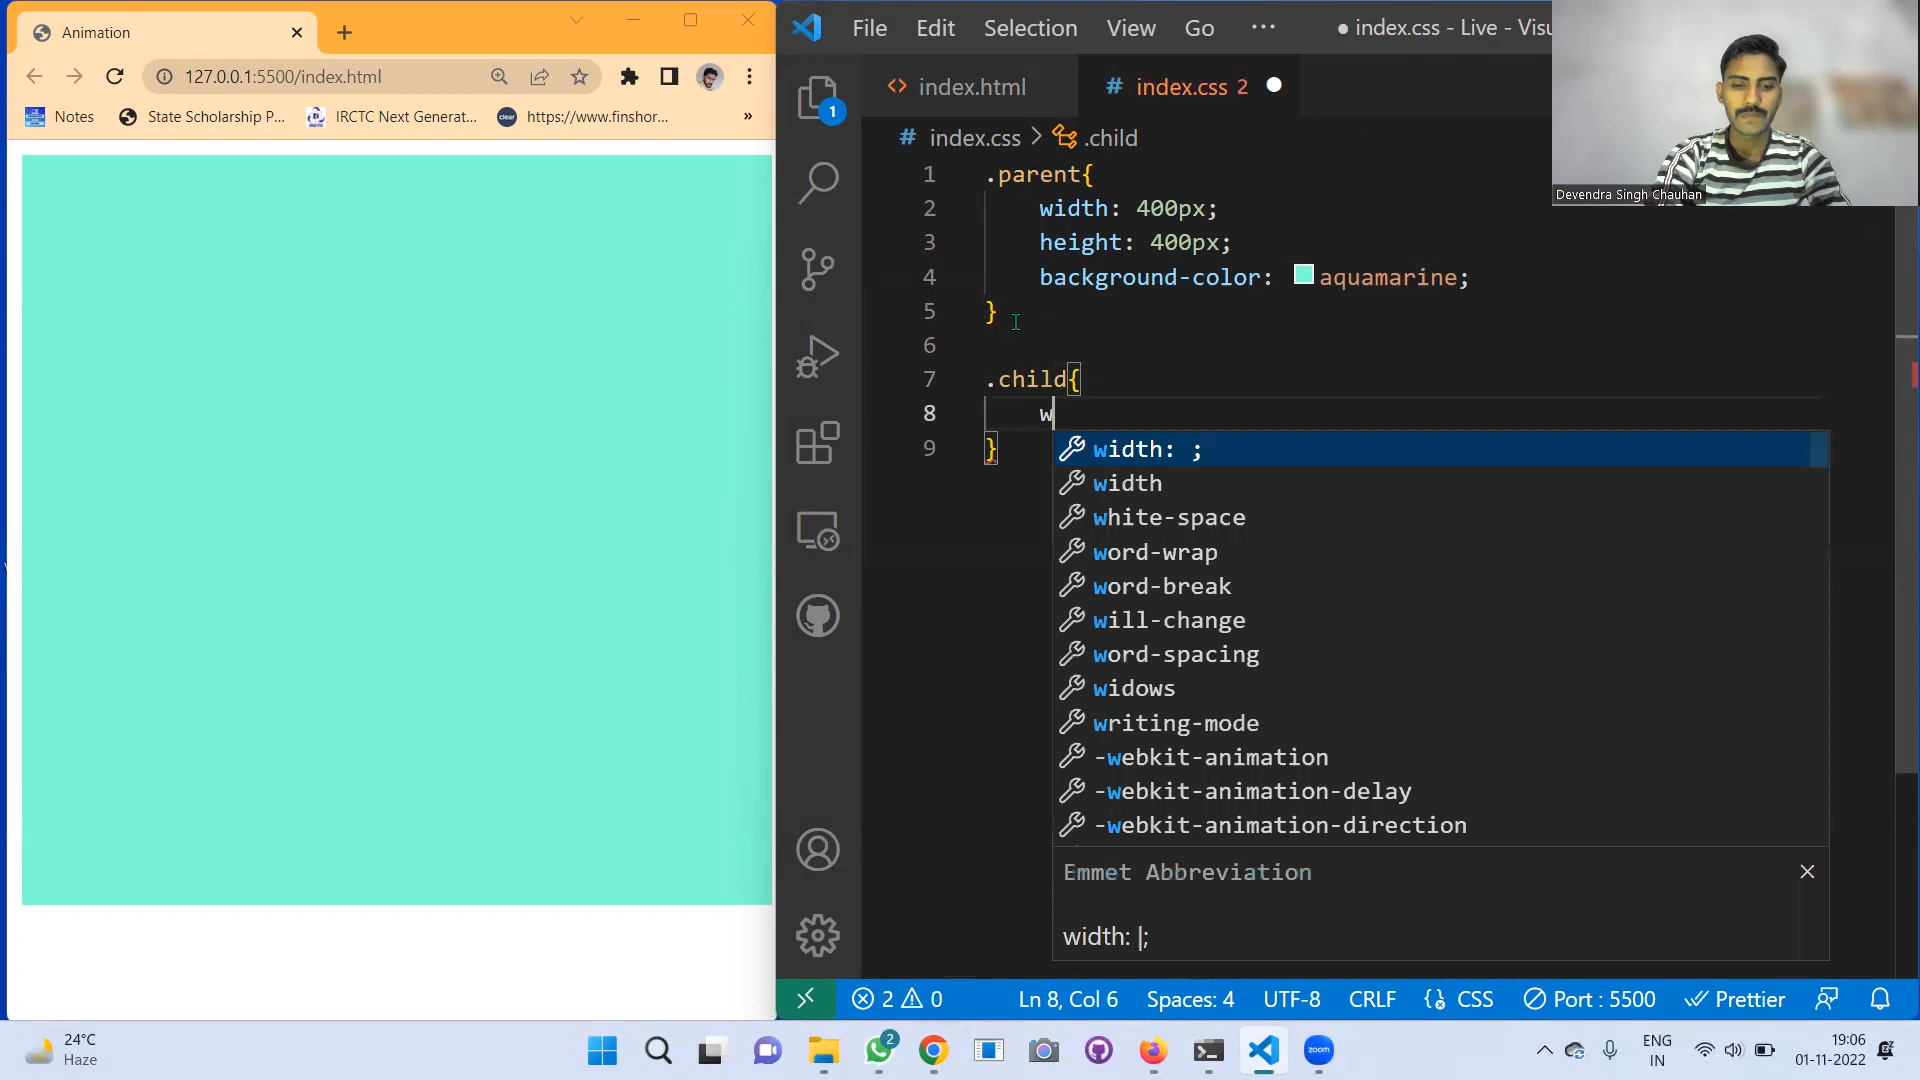 Animation
127.0.0.1:5500/index.html
Notes
State Scholarship P...
IRCTC Next Generat...
clear
https://www.finshor...
»
File Edit Selection View Go ···
● index.css - Live - Visu
Devendra Singh Chauhan
1
<> index.html
# index.css 2 ●
# index.css > .child
1 .parent{
2 width: 400px;
3 height: 400px;
4 background-color: aquamarine;
5 }
6
7 .child{
8 w
9 }
width: ;
width
white-space
word-wrap
word-break
will-change
word-spacing
widows
writing-mode
-webkit-animation
-webkit-animation-delay
-webkit-animation-direction
Emmet Abbreviation
width: |;
2 0 Ln 8, Col 6 Spaces: 4 UTF-8 CRLF CSS Port : 5500 Prettier
24°C
Haze
2
zoom
ENG
IN
19:06
01-11-2022